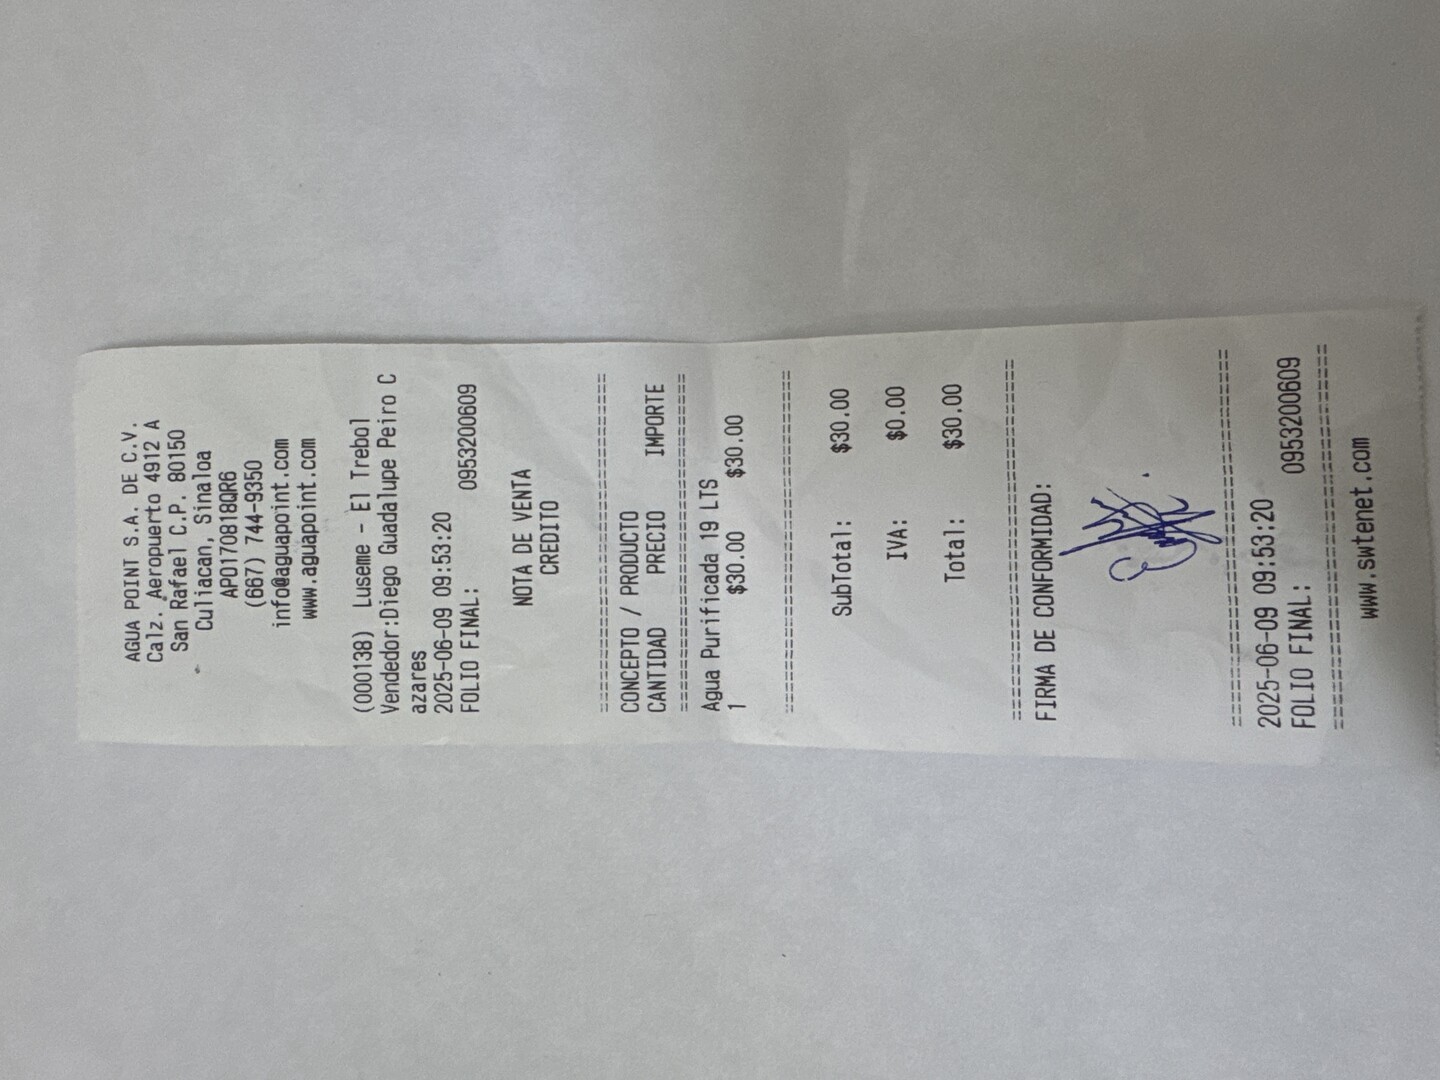 AGUA POINT S.A. DE C.V.
Calz. Aeropuerto 4912 A
San Rafael C.P. 80150
Culiacan, Sinaloa
APO170818QR6
(667) 744-9350
info@aguapoint.com
www.aguapoint.com
(000138) Luseme - El Trebol
Vendedor:Diego Guadalupe Peiro C
azares
2025-06-09 09:53:20
FOLIO FINAL: 0953200609
NOTA DE VENTA
CREDITO
================================
CONCEPTO / PRODUCTO
CANTIDAD PRECIO IMPORTE
================================
Agua Purificada 19 LTS
1 $30.00 $30.00
================================
SubTotal: $30.00
IVA: $0.00
Total: $30.00
================================
FIRMA DE CONFORMIDAD:
================================
2025-06-09 09:53:20
FOLIO FINAL: 0953200609
================================
www.swtenet.com